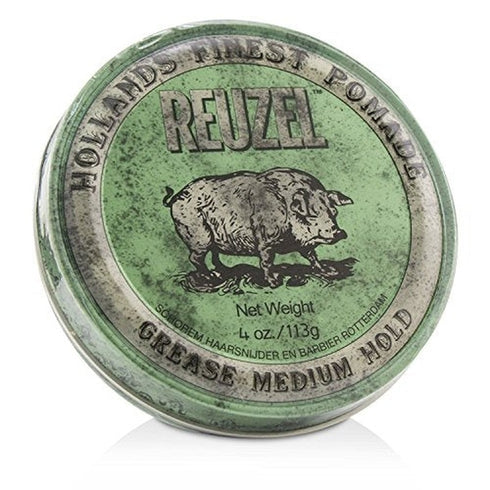 HOLLANDS FINEST POMADE
REUZEL
Net Weight
4 oz./113g
SCHOREM HAARSNIJDER EN BARBIER ROTTERDAM
GREASE MEDIUM HOLD